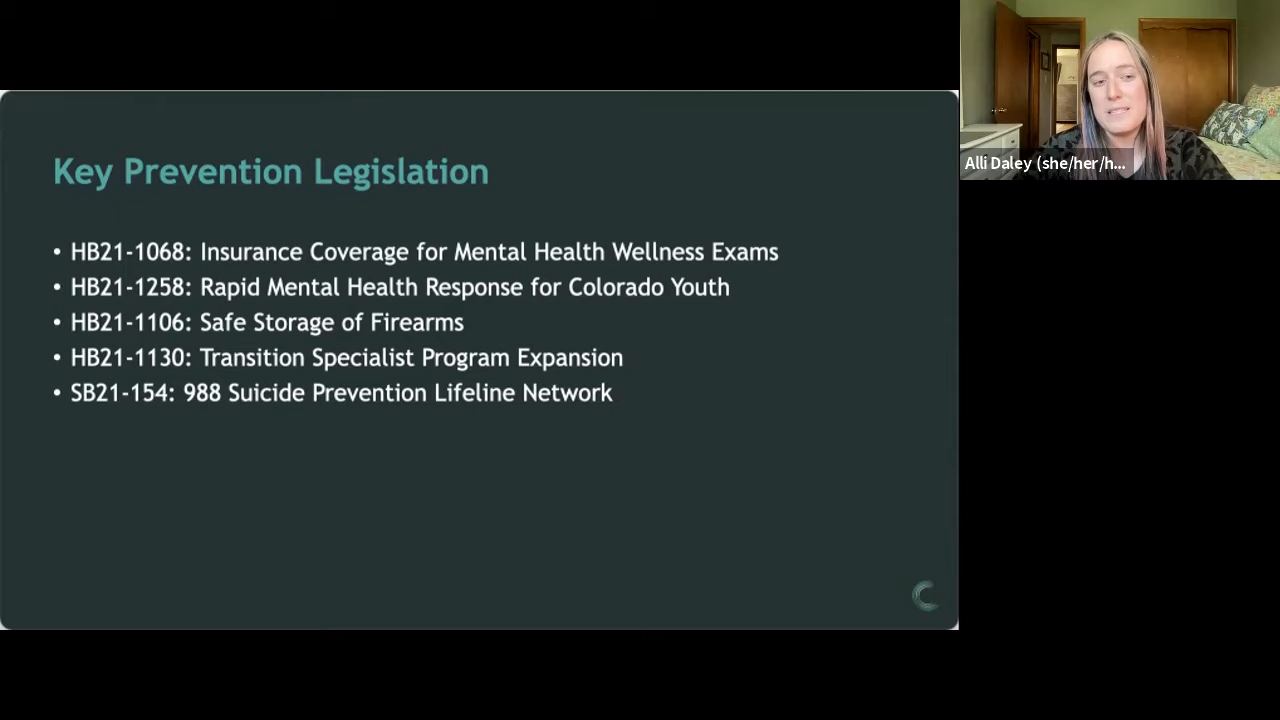 Key Prevention Legislation
• HB21-1068: Insurance Coverage for Mental Health Wellness Exams
• HB21-1258: Rapid Mental Health Response for Colorado Youth
• HB21-1106: Safe Storage of Firearms
• HB21-1130: Transition Specialist Program Expansion
• SB21-154: 988 Suicide Prevention Lifeline Network
Alli Daley (she/her/h...